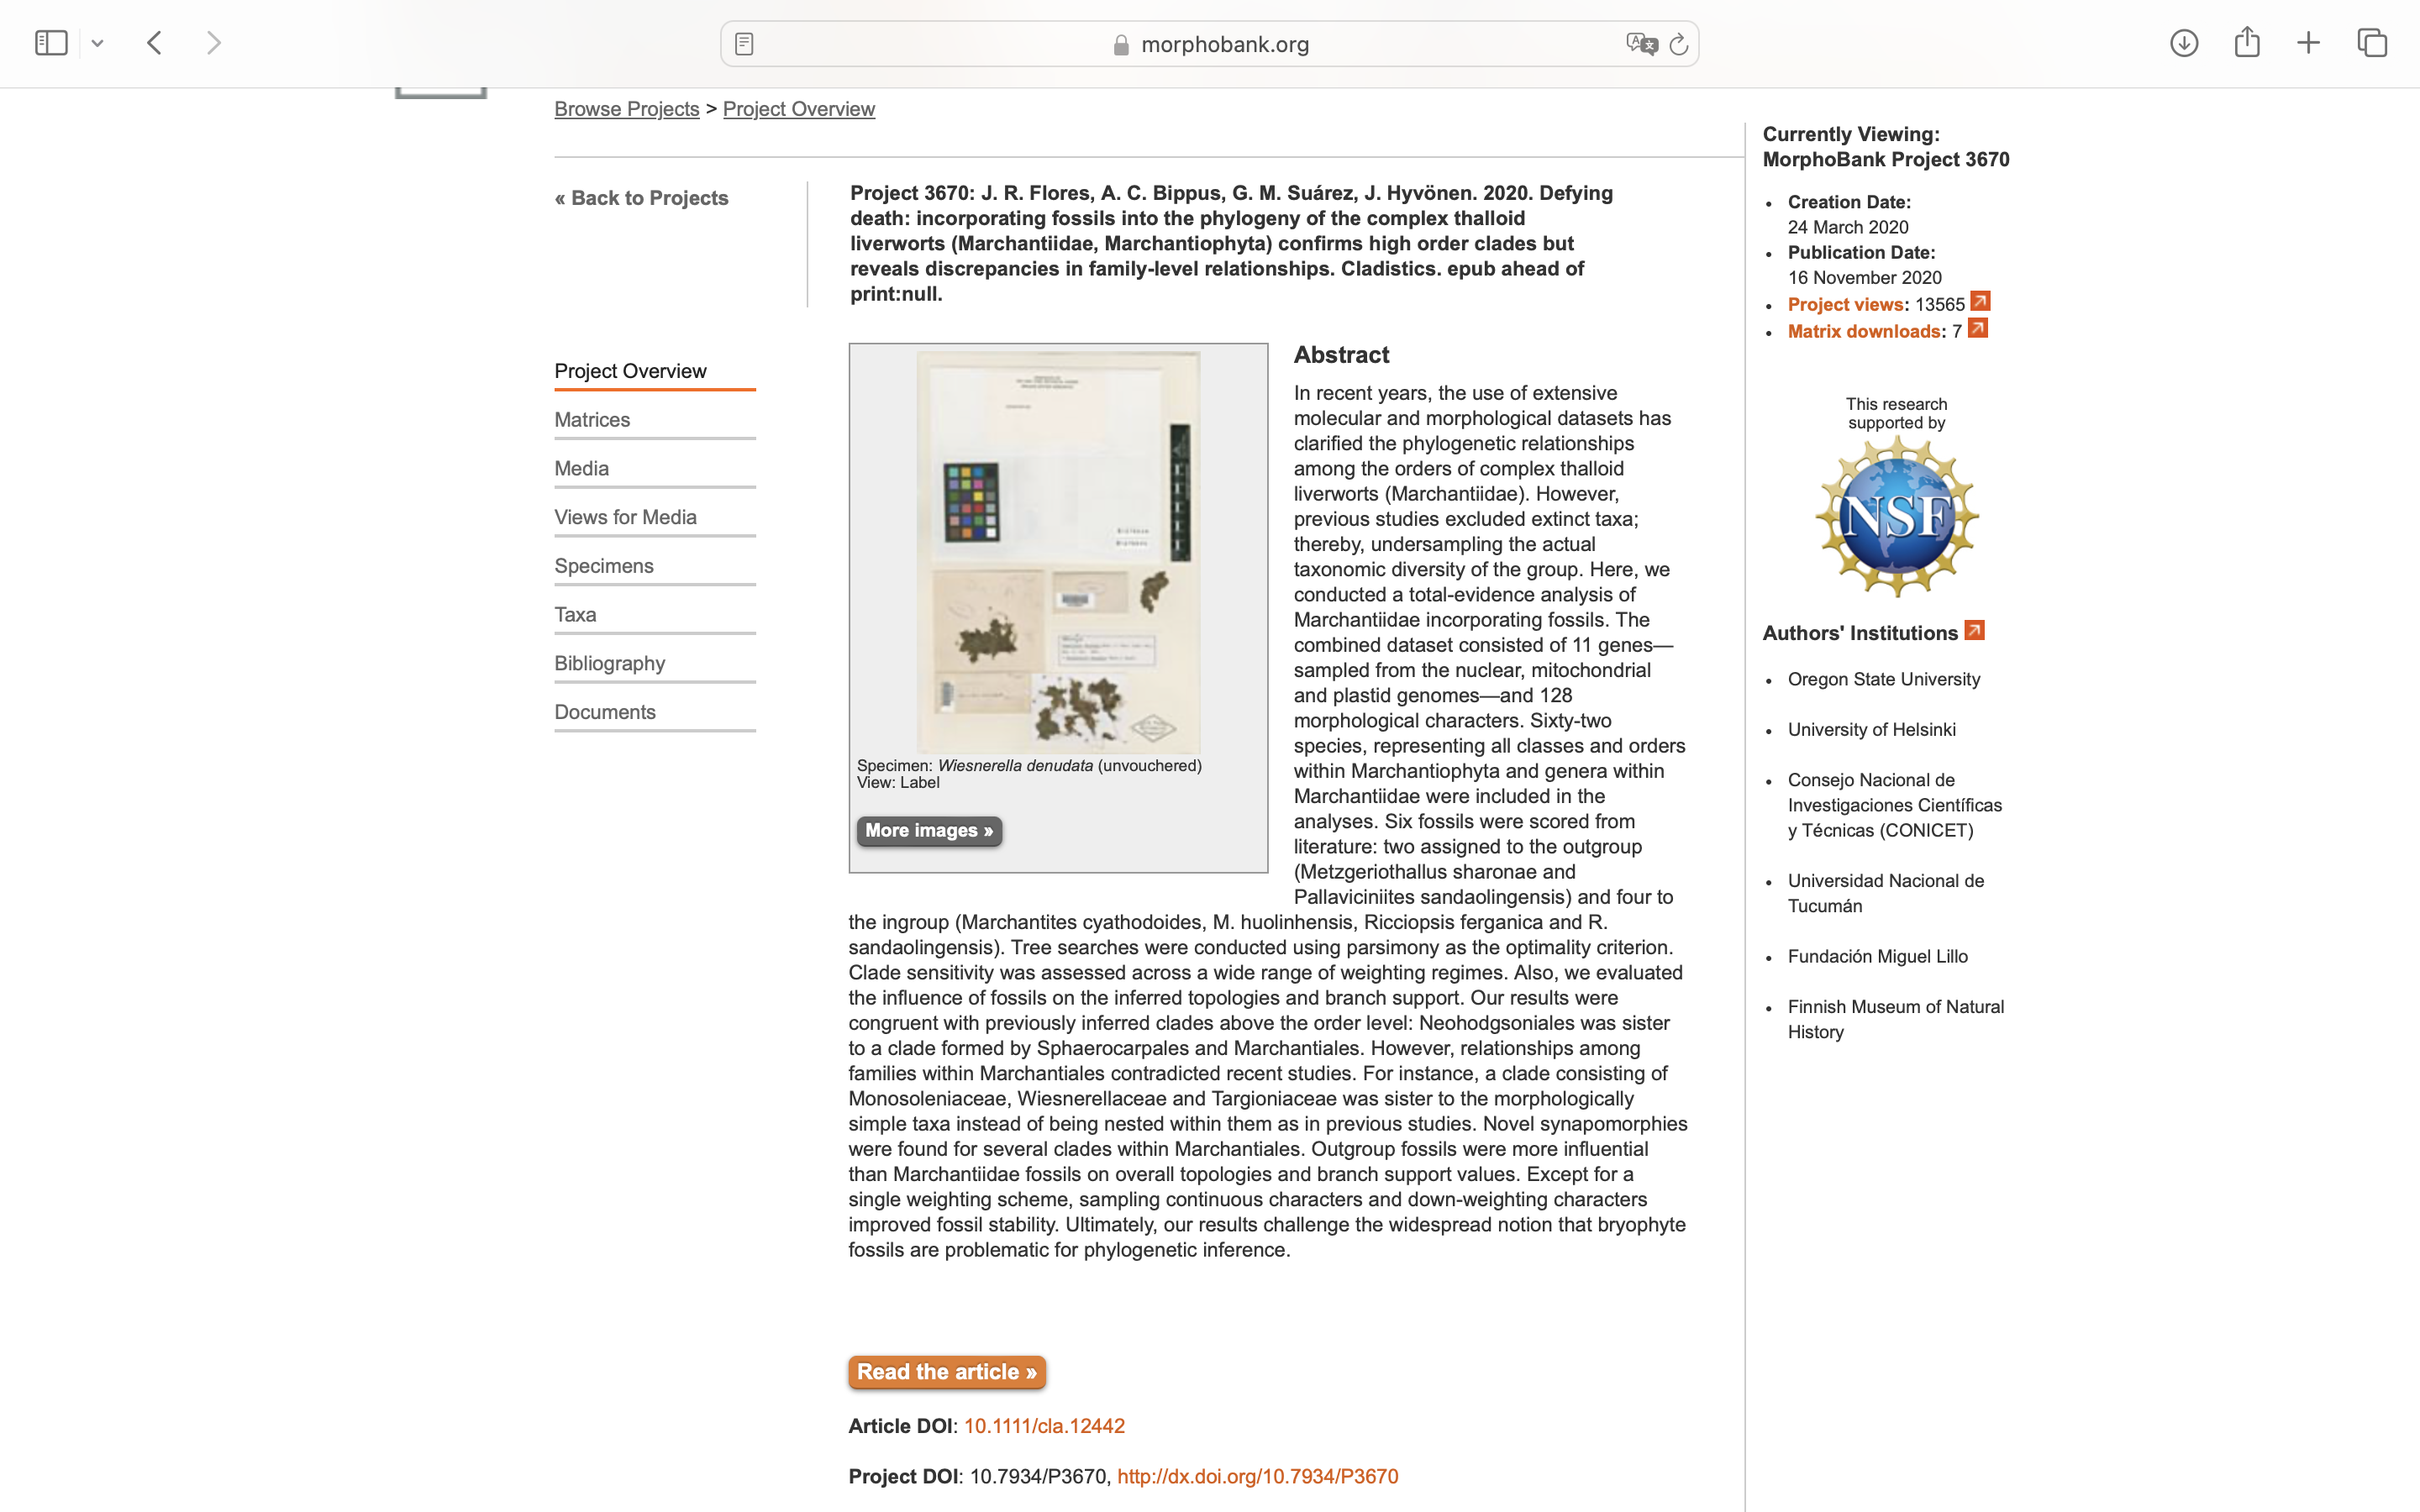 morphobank.org
Browse Projects > Project Overview
« Back to Projects
Project 3670: J. R. Flores, A. C. Bippus, G. M. Suárez, J. Hyvönen. 2020. Defying
death: incorporating fossils into the phylogeny of the complex thalloid
liverworts (Marchantiidae, Marchantiophyta) confirms high order clades but
reveals discrepancies in family-level relationships. Cladistics. epub ahead of
print:null.
Project Overview
Matrices
Media
Views for Media
Specimens
Taxa
Bibliography
Documents
Specimen: Wiesnerella denudata (unvouchered)
View: Label
More images »
Abstract
In recent years, the use of extensive
molecular and morphological datasets has
clarified the phylogenetic relationships
among the orders of complex thalloid
liverworts (Marchantiidae). However,
previous studies excluded extinct taxa;
thereby, undersampling the actual
taxonomic diversity of the group. Here, we
conducted a total-evidence analysis of
Marchantiidae incorporating fossils. The
combined dataset consisted of 11 genes—
sampled from the nuclear, mitochondrial
and plastid genomes—and 128
morphological characters. Sixty-two
species, representing all classes and orders
within Marchantiophyta and genera within
Marchantiidae were included in the
analyses. Six fossils were scored from
literature: two assigned to the outgroup
(Metzgeriothallus sharonae and
Pallaviciniites sandaolingensis) and four to
the ingroup (Marchantites cyathodoides, M. huolinhensis, Ricciopsis ferganica and R.
sandaolingensis). Tree searches were conducted using parsimony as the optimality criterion.
Clade sensitivity was assessed across a wide range of weighting regimes. Also, we evaluated
the influence of fossils on the inferred topologies and branch support. Our results were
congruent with previously inferred clades above the order level: Neohodgsoniales was sister
to a clade formed by Sphaerocarpales and Marchantiales. However, relationships among
families within Marchantiales contradicted recent studies. For instance, a clade consisting of
Monosoleniaceae, Wiesnerellaceae and Targioniaceae was sister to the morphologically
simple taxa instead of being nested within them as in previous studies. Novel synapomorphies
were found for several clades within Marchantiales. Outgroup fossils were more influential
than Marchantiidae fossils on overall topologies and branch support values. Except for a
single weighting scheme, sampling continuous characters and down-weighting characters
improved fossil stability. Ultimately, our results challenge the widespread notion that bryophyte
fossils are problematic for phylogenetic inference.
Read the article »
Article DOI: 10.1111/cla.12442
Project DOI: 10.7934/P3670, http://dx.doi.org/10.7934/P3670
Currently Viewing:
MorphoBank Project 3670
• Creation Date:
24 March 2020
• Publication Date:
16 November 2020
• Project views: 13565
• Matrix downloads: 7
This research
supported by
NSF
Authors' Institutions
• Oregon State University
• University of Helsinki
• Consejo Nacional de
Investigaciones Científicas
y Técnicas (CONICET)
• Universidad Nacional de
Tucumán
• Fundación Miguel Lillo
• Finnish Museum of Natural
History